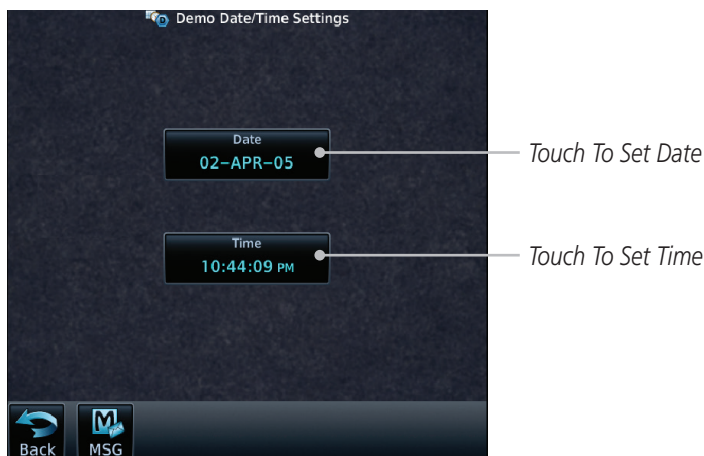 Demo Date/Time Settings
Date
02-APR-05
Touch To Set Date
Time
10:44:09 PM
Touch To Set Time
Back
MSG